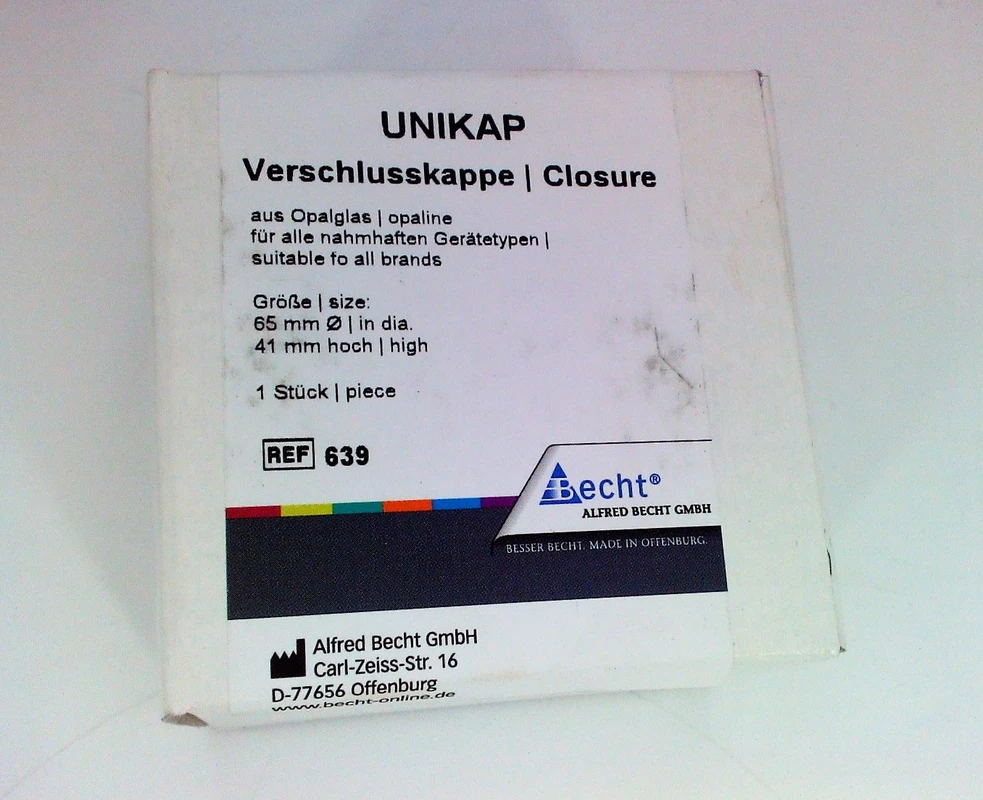 UNIKAP
Verschlusskappe | Closure
aus Opalglas | opaline
für alle nahmhaften Gerätetypen |
suitable fo all brands
Größe | size:
65 mm Ø | in dia.
41 mm hoch | high
1 Stück | piece
REF 639
Becht®
ALFRED BECHT GMBH
BESSER BECHT. MADE IN OFFENBURG.
Alfred Becht GmbH
Carl-Zeiss-Str. 16
D-77656 Offenburg
www.becht-online.de